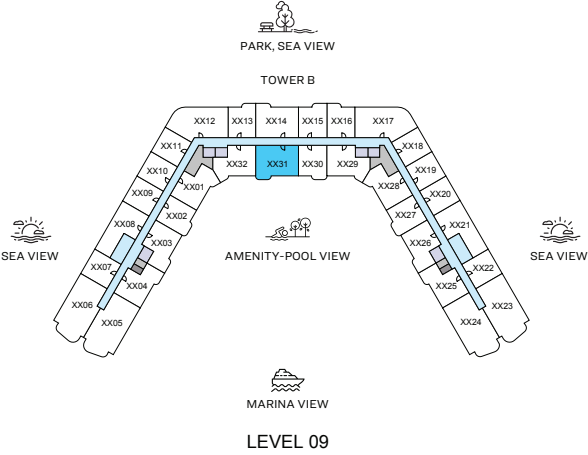 PARK, SEA VIEW
TOWER B
XX12
XX13
XX14
XX15
XX16
XX17
XX11
XX32
XX31
XX30
XX29
XX18
XX10
XX01
XX28
XX19
XX09
XX02
XX27
XX20
XX08
XX03
XX26
XX21
SEA VIEW
AMENITY-POOL VIEW
SEA VIEW
XX07
XX04
XX25
XX22
XX06
XX05
XX24
XX23
MARINA VIEW
LEVEL 09